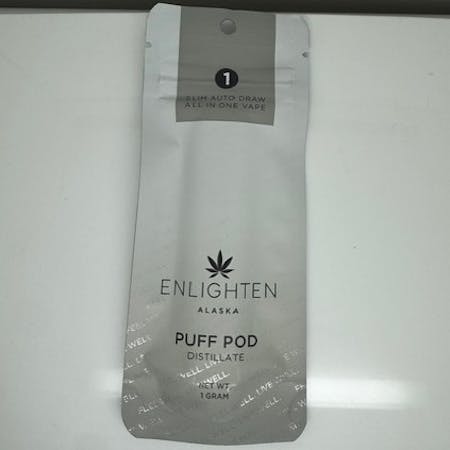 1
SLIM AUTO DRAW
ALL IN ONE VAPE
ENLIGHTEN
ALASKA
PUFF POD
DISTILLATE
NET WT.
1 GRAM